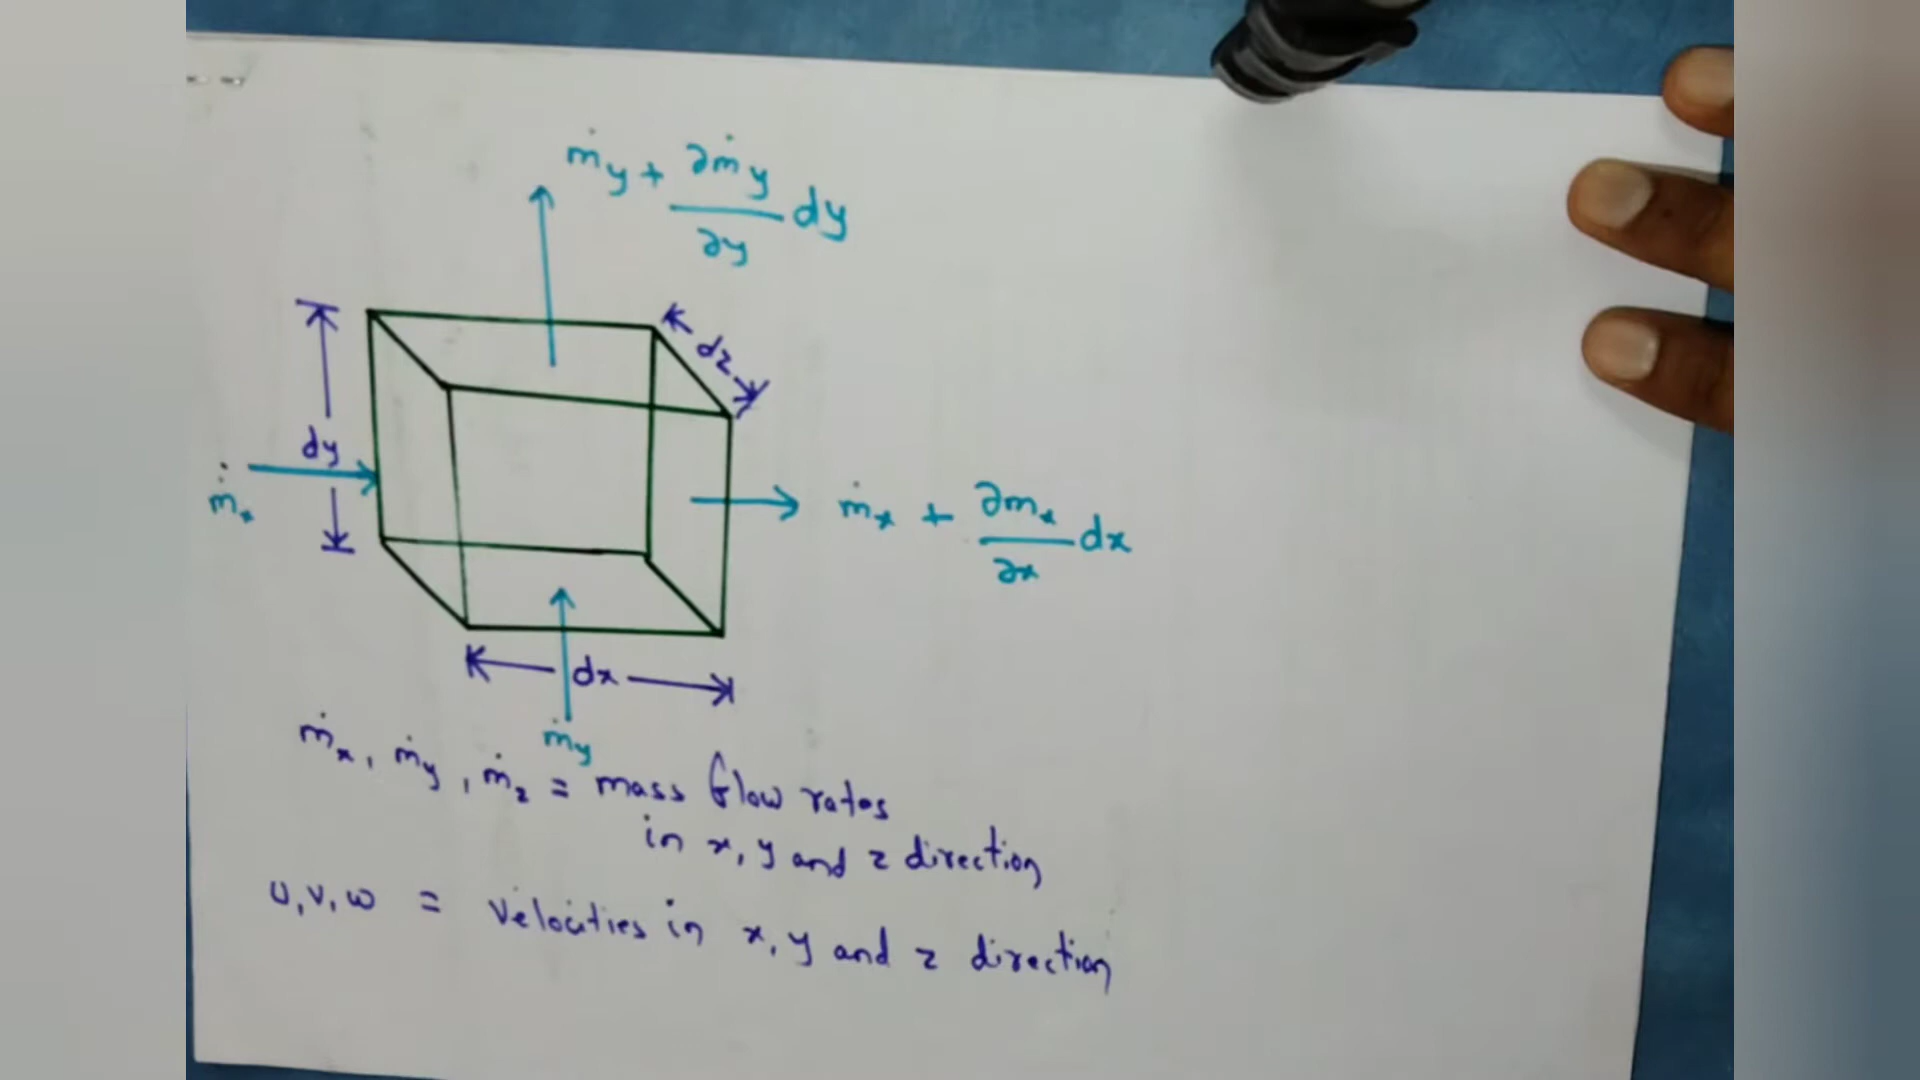 ṁy + ∂ṁy/∂y dy
dz
dy
ṁx
ṁx + ∂mx/∂x dx
dx
ṁy
ṁx, ṁy, ṁz = mass flow rates
in x, y and z direction
u, v, w = velocities in x, y and z direction